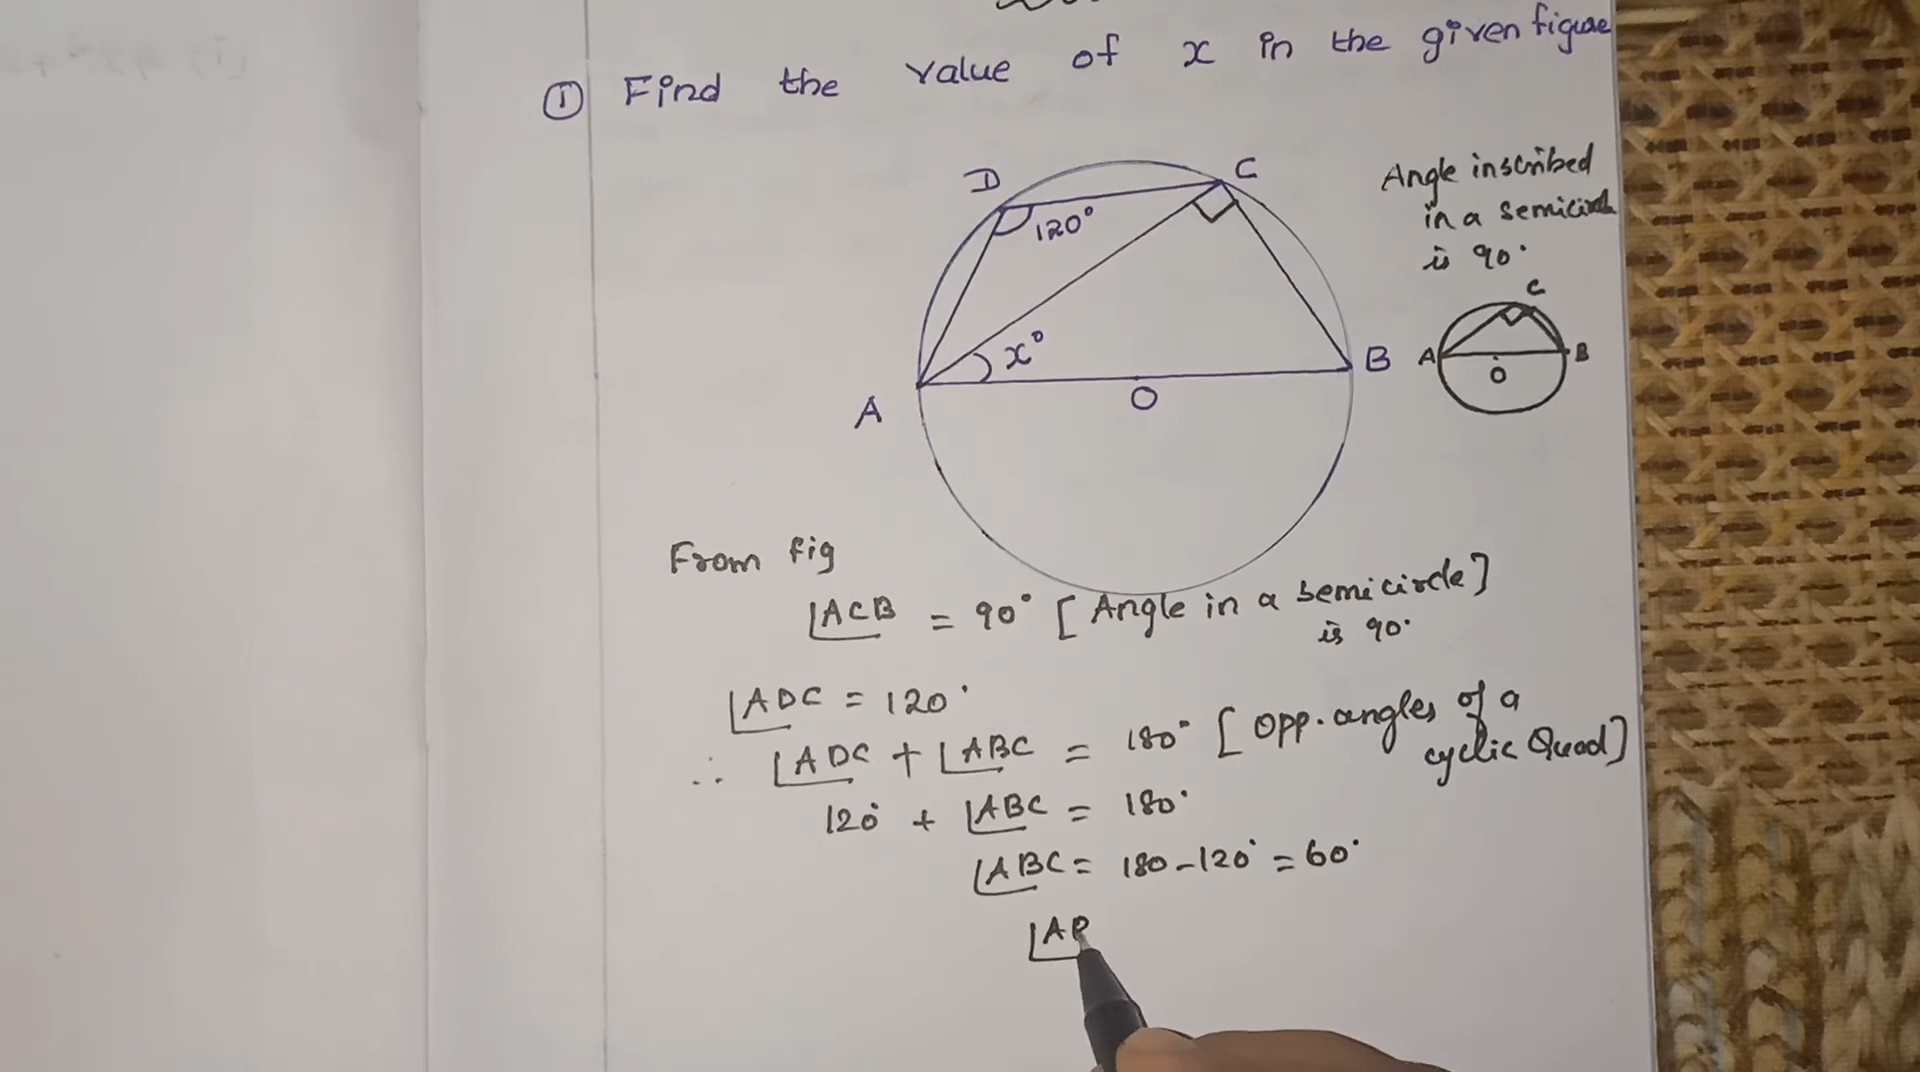 ① Find the value of x in the given figure
D
C
120°
x°
A
O
B
Angle inscribed
in a semicircle
is 90°
C
A
B
O
From fig
∠ACB = 90° [Angle in a semicircle]
is 90°
∠ADC = 120°
∴ ∠ADC + ∠ABC = 180° [Opp. angles of a
cyclic Quad]
120° + ∠ABC = 180°
∠ABC = 180 - 120° = 60°
∠AB